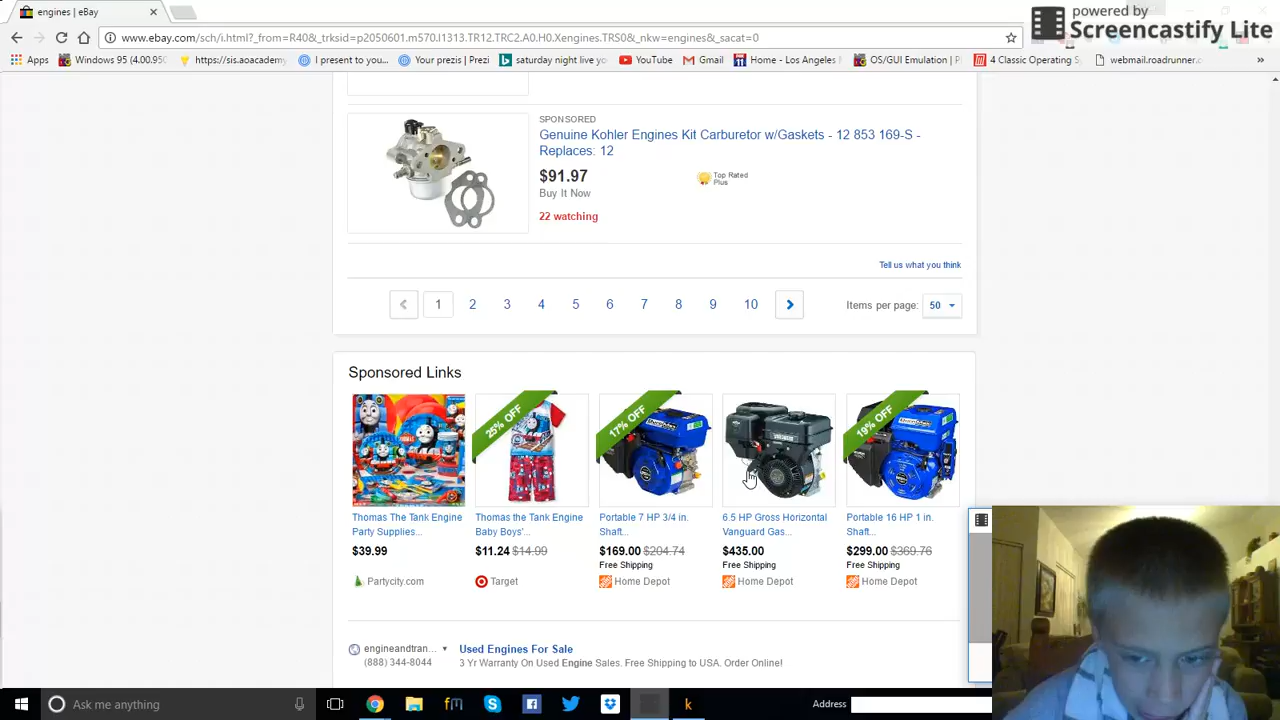 engines | eBay
powered by
Screencastify Lite
www.ebay.com/sch/i.html?_from=R40&_trksid=p2050601.m570.l1313.TR12.TRC2.A0.H0.Xengines.TRS0&_nkw=engines&_sacat=0
Apps
Windows 95 (4.00.950
https://sis.aoacademy
I present to you...
Your prezis | Prezi
saturday night live yo
YouTube
Gmail
Home - Los Angeles
OS/GUI Emulation | P
4 Classic Operating Sy
webmail.roadrunner.c
»
SPONSORED
Genuine Kohler Engines Kit Carburetor w/Gaskets - 12 853 169-S -
Replaces: 12
$91.97
Top Rated
Plus
Buy It Now
22 watching
Tell us what you think
1 2 3 4 5 6 7 8 9 10
Items per page: 50
Sponsored Links
25% OFF
17% OFF
19% OFF
Thomas The Tank Engine
Party Supplies...
$39.99
Partycity.com
Thomas the Tank Engine
Baby Boys'...
$11.24 $14.99
Target
Portable 7 HP 3/4 in.
Shaft...
$169.00 $204.74
Free Shipping
Home Depot
6.5 HP Gross Horizontal
Vanguard Gas...
$435.00
Free Shipping
Home Depot
Portable 16 HP 1 in.
Shaft...
$299.00 $369.76
Free Shipping
Home Depot
engineandtran...
(888) 344-8044
Used Engines For Sale
3 Yr Warranty On Used Engine Sales. Free Shipping to USA. Order Online!
Ask me anything
Address